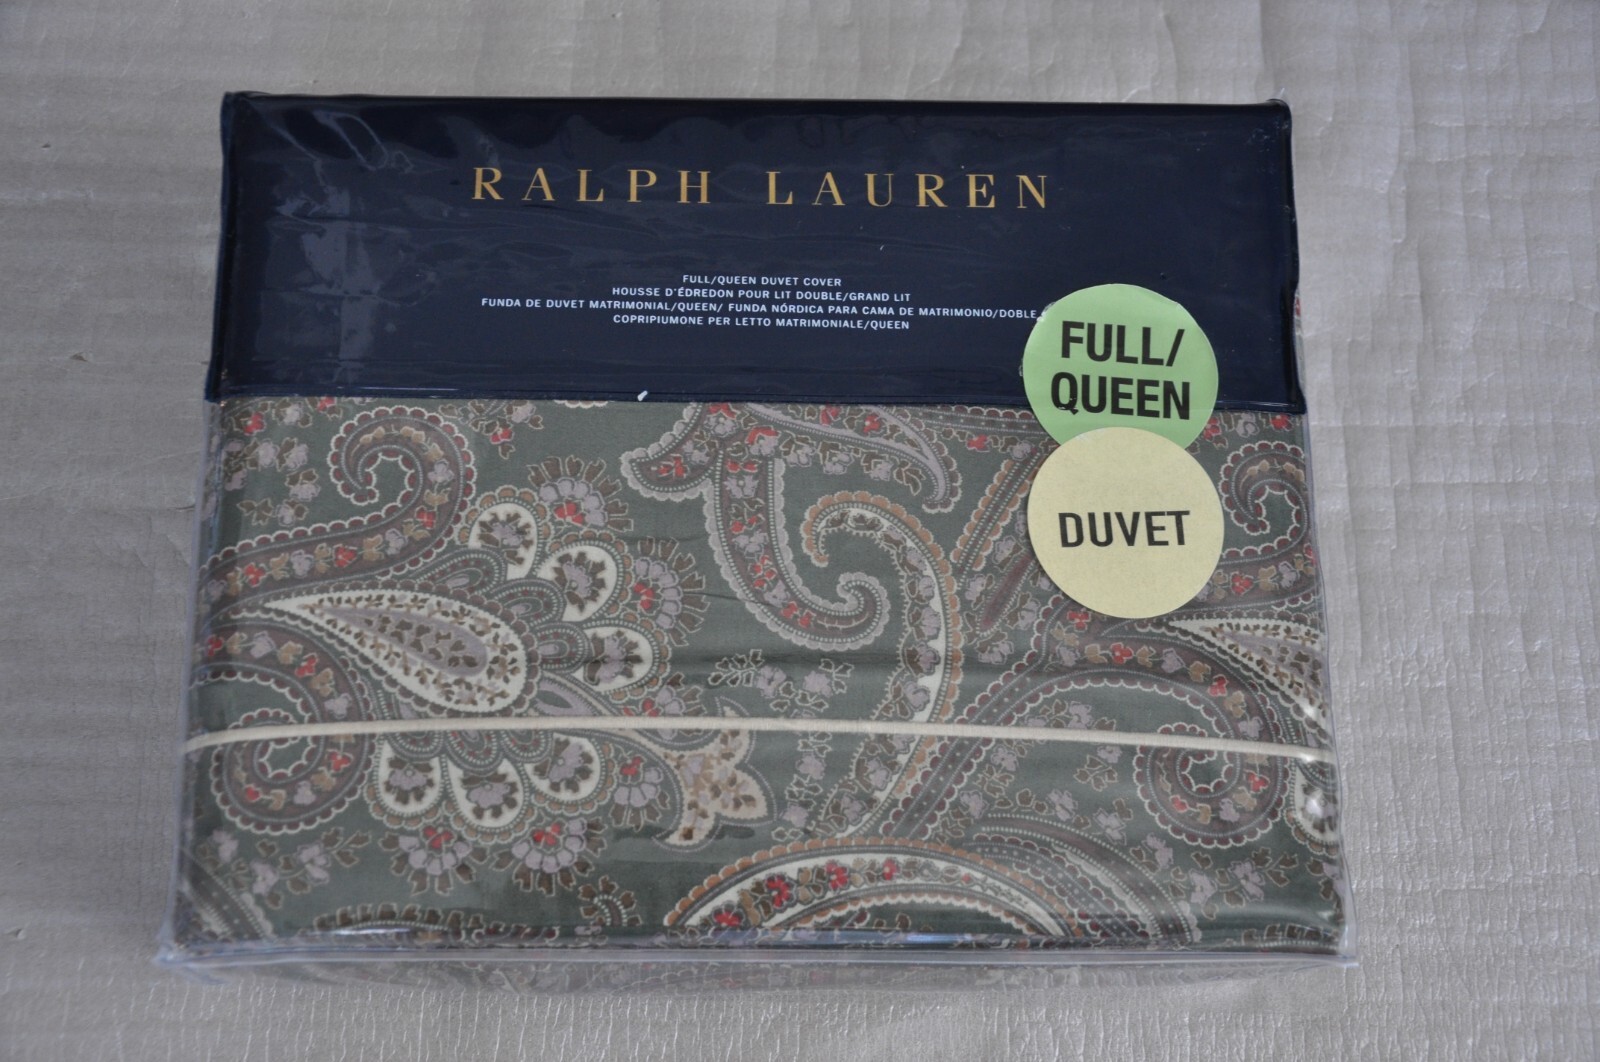 RALPH LAUREN
FULL/QUEEN DUVET COVER
HOUSSE D'ÉDREDON POUR LIT DOUBLE/GRAND LIT
FUNDA DE DUVET MATRIMONIAL/QUEEN/ FUNDA NÓRDICA PARA CAMA DE MATRIMONIO/DOBLE
COPRIPIUMONE PER LETTO MATRIMONIALE/QUEEN
FULL/
QUEEN
DUVET